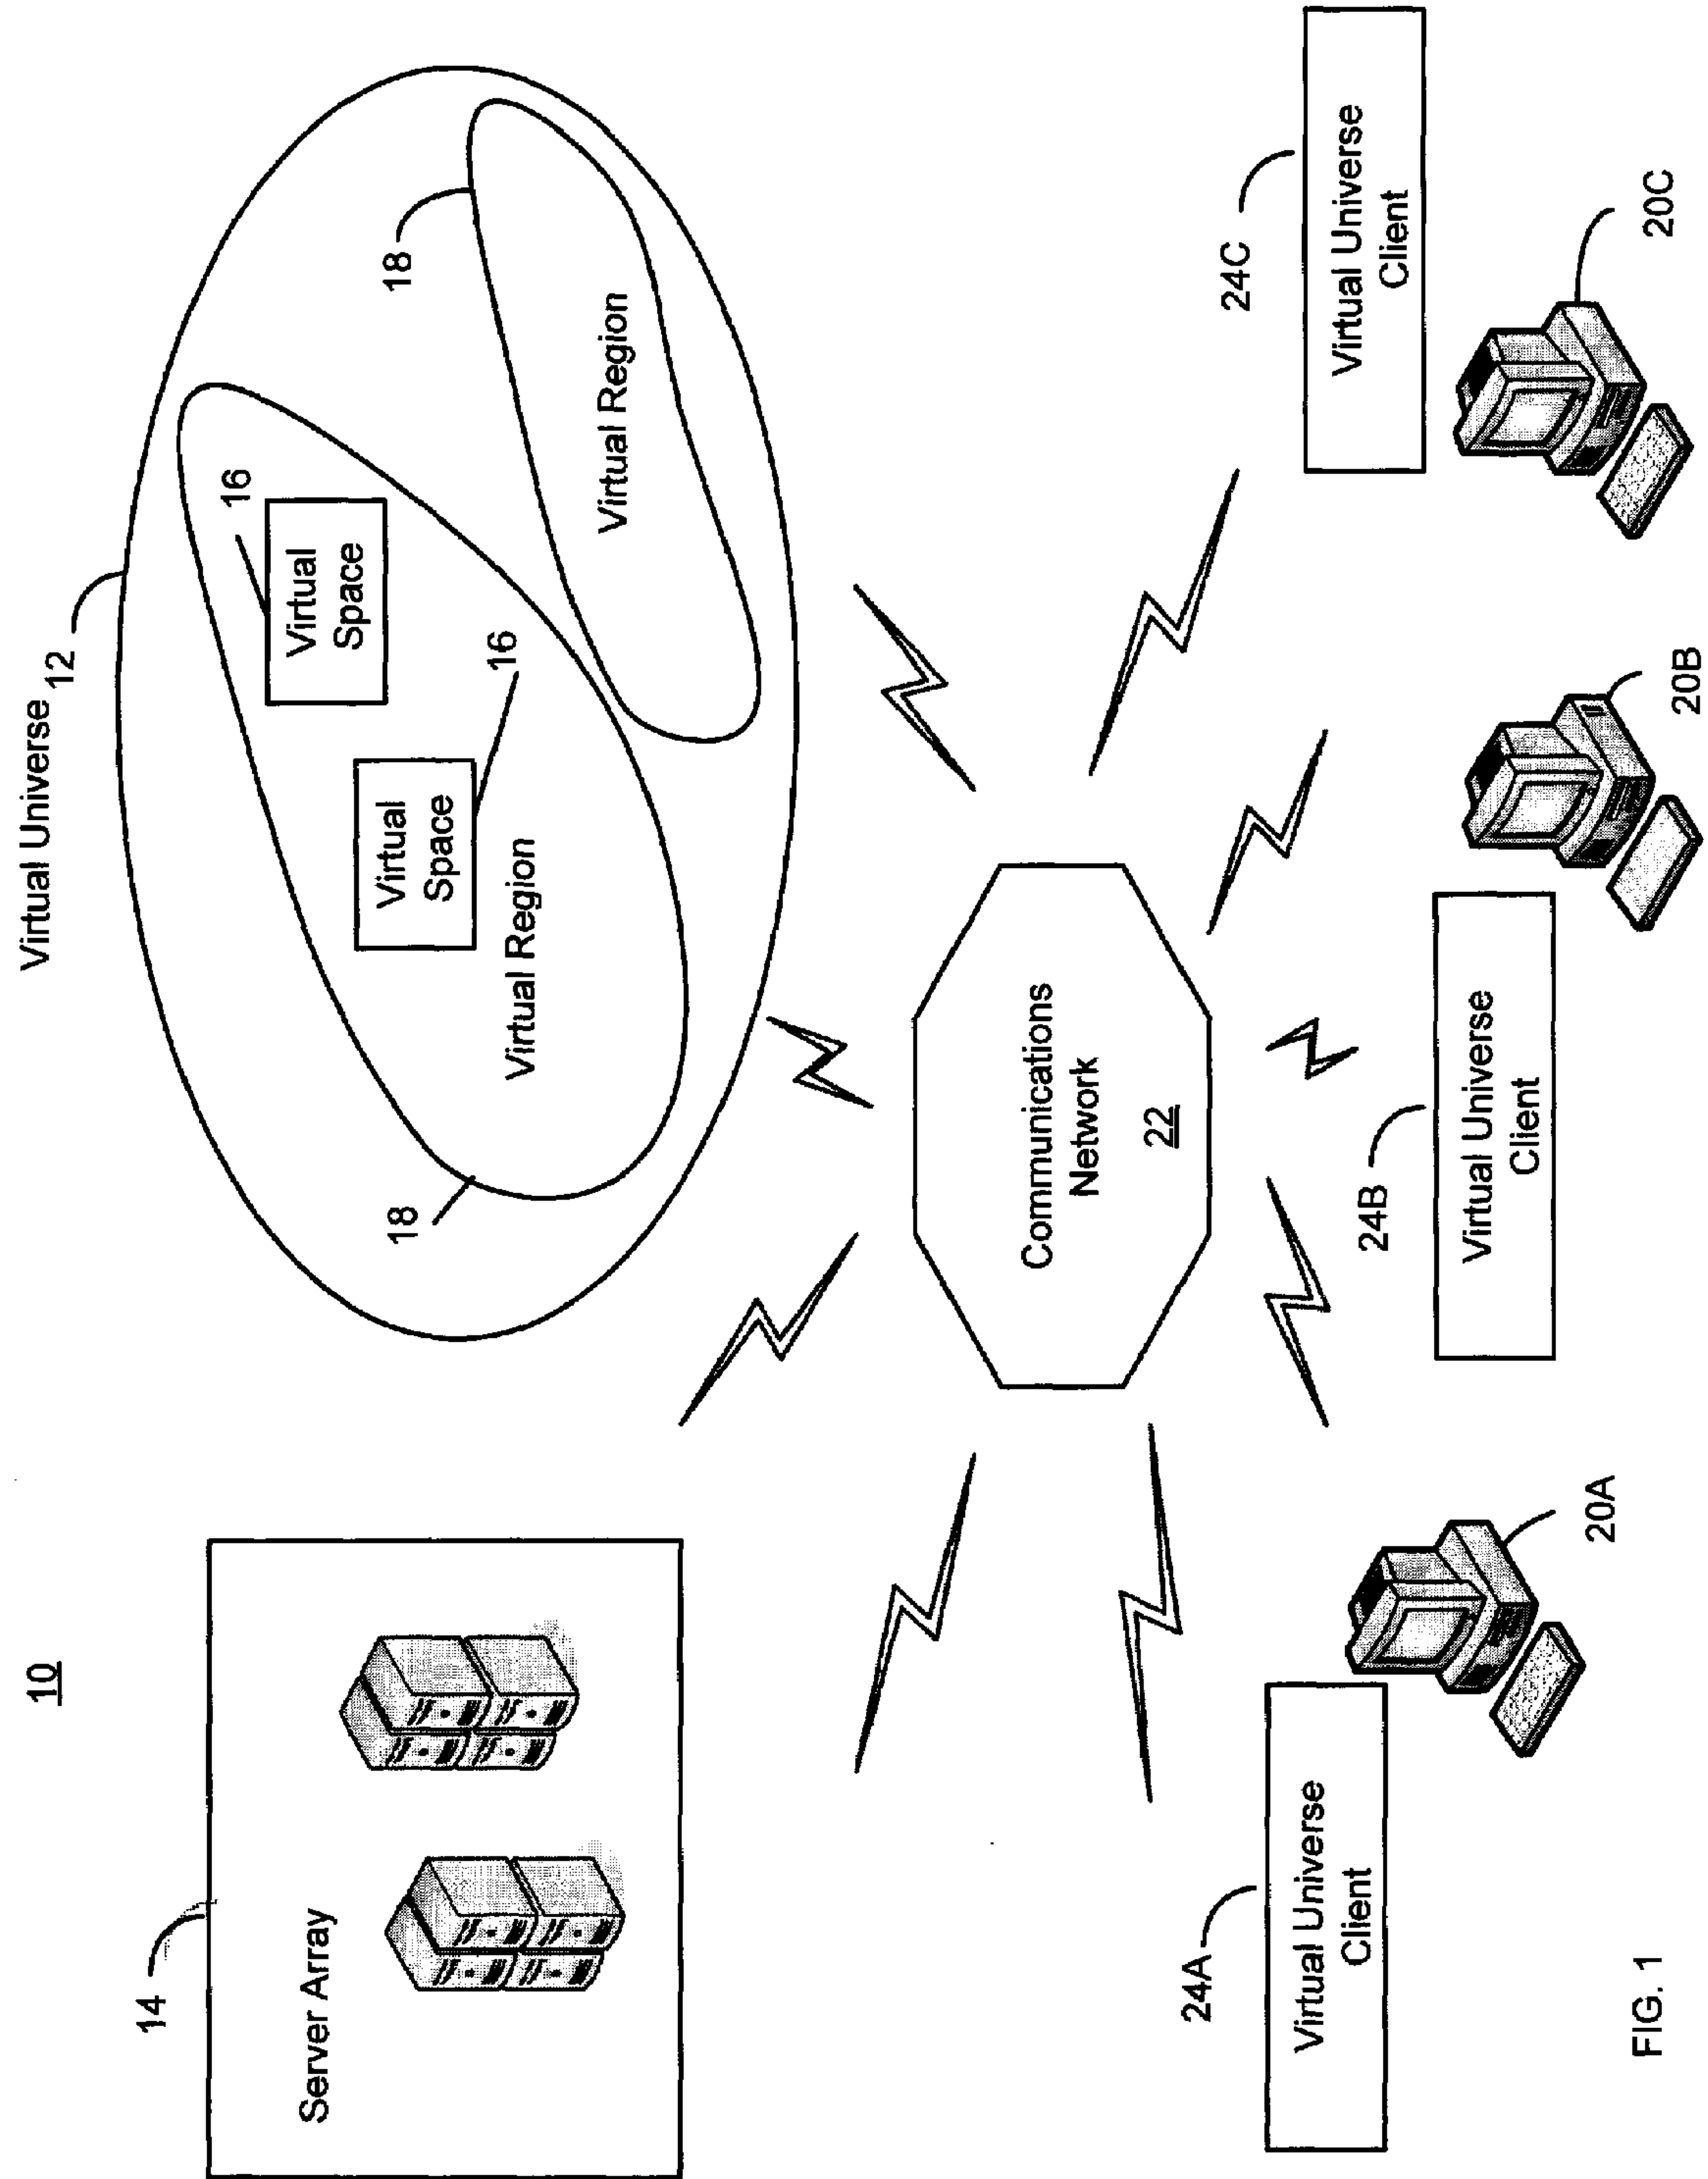 10
Virtual Universe
12
14
Server Array
18
Virtual Region
Virtual
Space
16
Virtual
Space
16
18
Virtual Region
Communications
Network
22
24A
Virtual Universe
Client
20A
24B
Virtual Universe
Client
20B
24C
Virtual Universe
Client
20C
FIG. 1